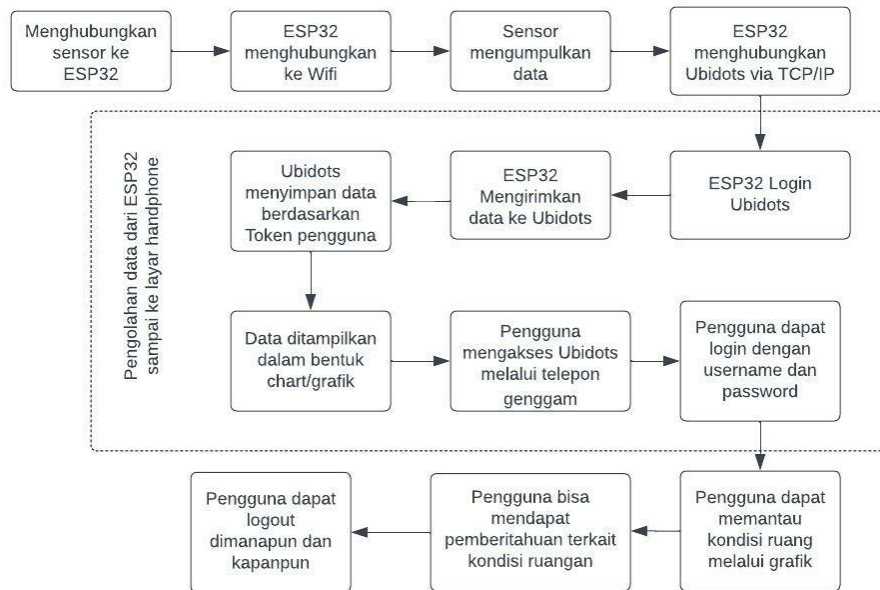 Menghubungkan
sensor ke
ESP32
ESP32
menghubungkan
ke Wifi
Sensor
mengumpulkan
data
ESP32
menghubungkan
Ubidots via TCP/IP
Pengolahan data dari ESP32
sampai ke layar handphone
ESP32 Login
Ubidots
ESP32
Mengirimkan
data ke Ubidots
Ubidots
menyimpan data
berdasarkan
Token pengguna
Data ditampilkan
dalam bentuk
chart/grafik
Pengguna
mengakses Ubidots
melalui telepon
genggam
Pengguna dapat
login dengan
username dan
password
Pengguna dapat
memantau
kondisi ruang
melalui grafik
Pengguna bisa
mendapat
pemberitahuan terkait
kondisi ruangan
Pengguna dapat
logout
dimanapun dan
kapanpun